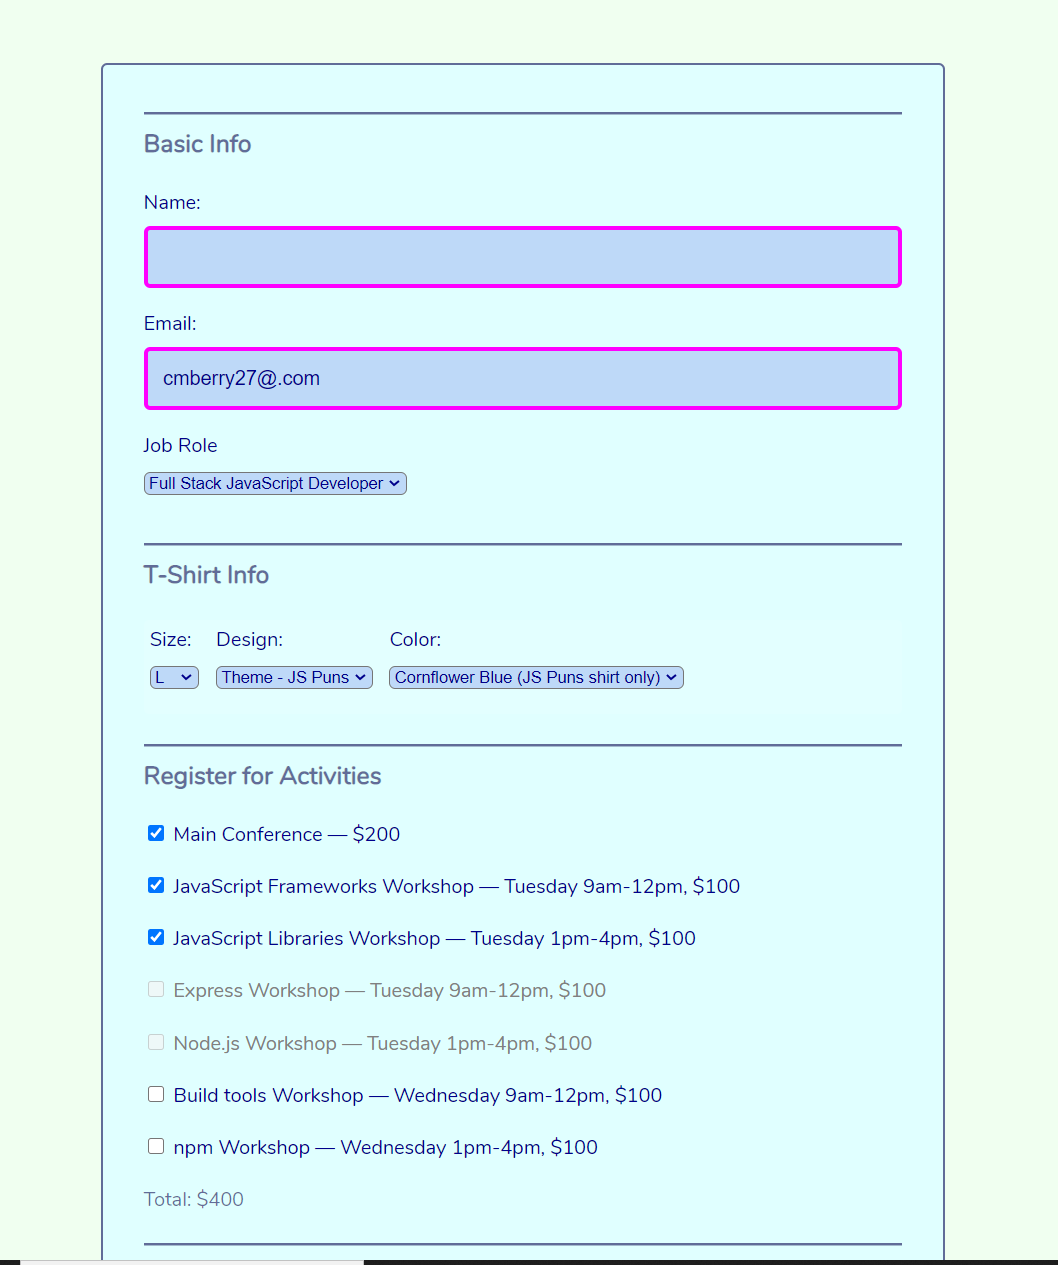 Basic Info
Name:
Email:
cmberry27@.com
Job Role
Full Stack JavaScript Developer
T-Shirt Info
Size: Design: Color:
L Theme - JS Puns Cornflower Blue (JS Puns shirt only)
Register for Activities
Main Conference — $200
JavaScript Frameworks Workshop — Tuesday 9am-12pm, $100
JavaScript Libraries Workshop — Tuesday 1pm-4pm, $100
Express Workshop — Tuesday 9am-12pm, $100
Node.js Workshop — Tuesday 1pm-4pm, $100
Build tools Workshop — Wednesday 9am-12pm, $100
npm Workshop — Wednesday 1pm-4pm, $100
Total: $400